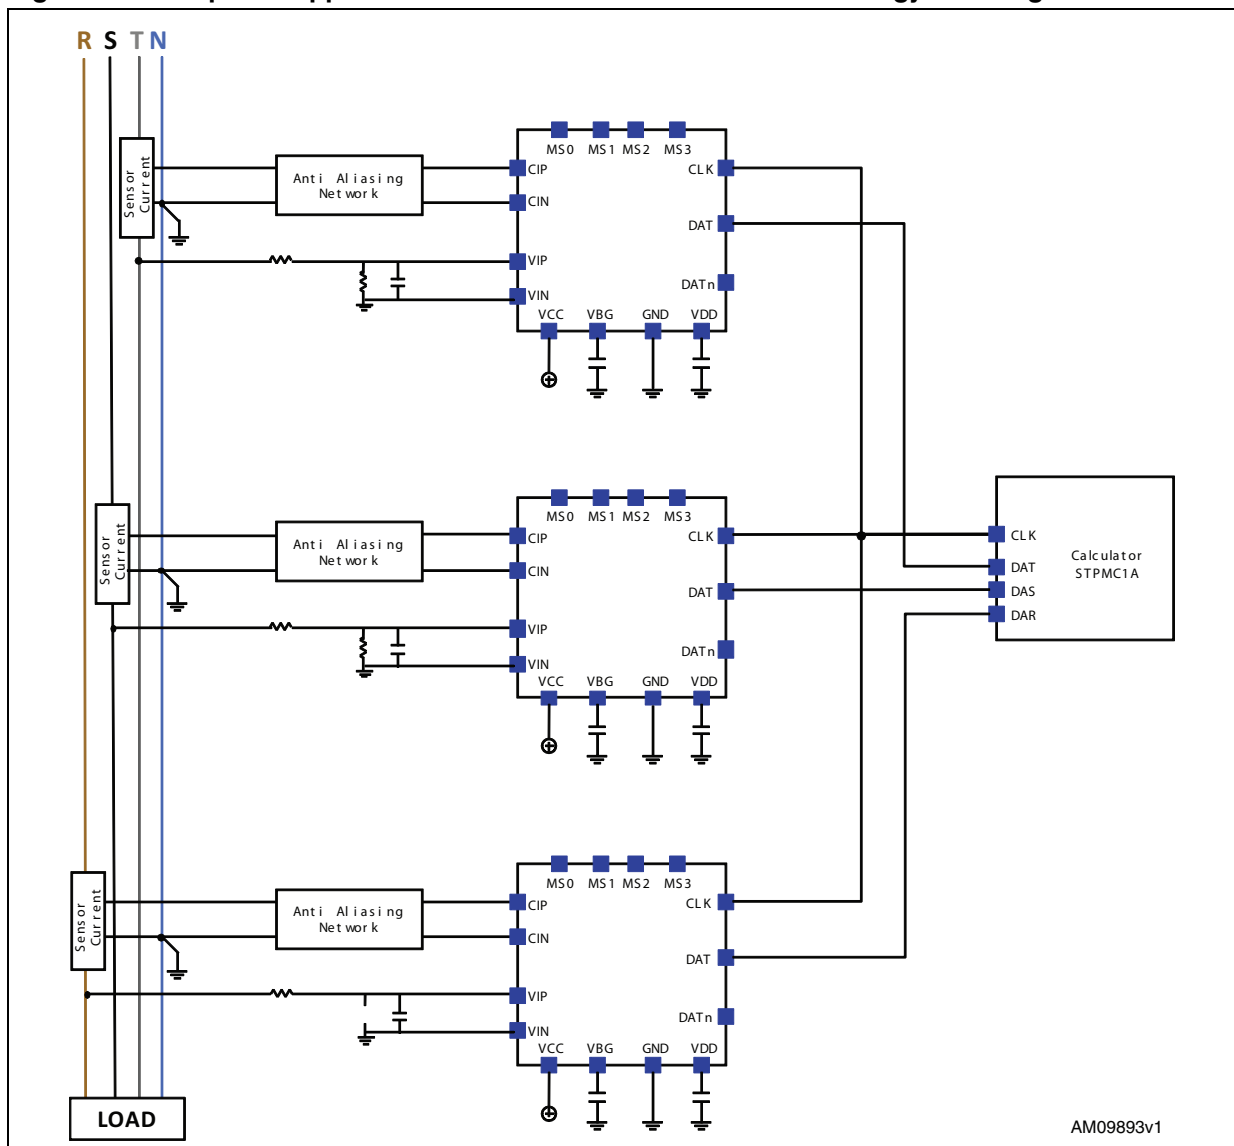 R S T N
Sensor
Current
Anti Aliasing
Network
MS0 MS1 MS2 MS3
CIP
CIN
VIP
VIN
CLK
DAT
DATn
VCC VBG GND VDD
Sensor
Current
Anti Aliasing
Network
MS0 MS1 MS2 MS3
CIP
CIN
VIP
VIN
CLK
DAT
DATn
VCC VBG GND VDD
CLK
DAT
DAS
DAR
Calculator
STPMC1A
Sensor
Current
Anti Aliasing
Network
MS0 MS1 MS2 MS3
CIP
CIN
VIP
VIN
CLK
DAT
DATn
VCC VBG GND VDD
LOAD
AM09893v1